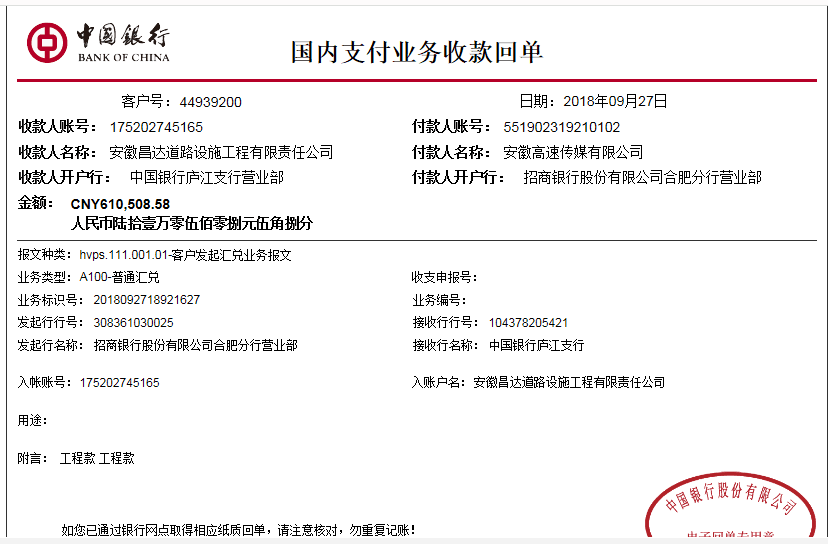 中国银行
BANK OF CHINA
国内支付业务收款回单
客户号：44939200 日期：2018年09月27日
收款人账号：175202745165 付款人账号：551902319210102
收款人名称：安徽昌达道路设施工程有限责任公司 付款人名称：安徽高速传媒有限公司
收款人开户行：中国银行庐江支行营业部 付款人开户行：招商银行股份有限公司合肥分行营业部
金额：CNY610,508.58
人民币陆拾壹万零伍佰零捌元伍角捌分
报文种类：hvps.111.001.01-客户发起汇兑业务报文
业务类型：A100-普通汇兑 收支申报号：
业务标识号：2018092718921627 业务编号：
发起行行号：308361030025 接收行行号：104378205421
发起行名称：招商银行股份有限公司合肥分行营业部 接收行名称：中国银行庐江支行
入帐账号：175202745165 入账户名：安徽昌达道路设施工程有限责任公司
用途：
附言：工程款 工程款
中国银行股份有限公司
电子回单专用章
如您已通过银行网点取得相应纸质回单，请注意核对，勿重复记账！